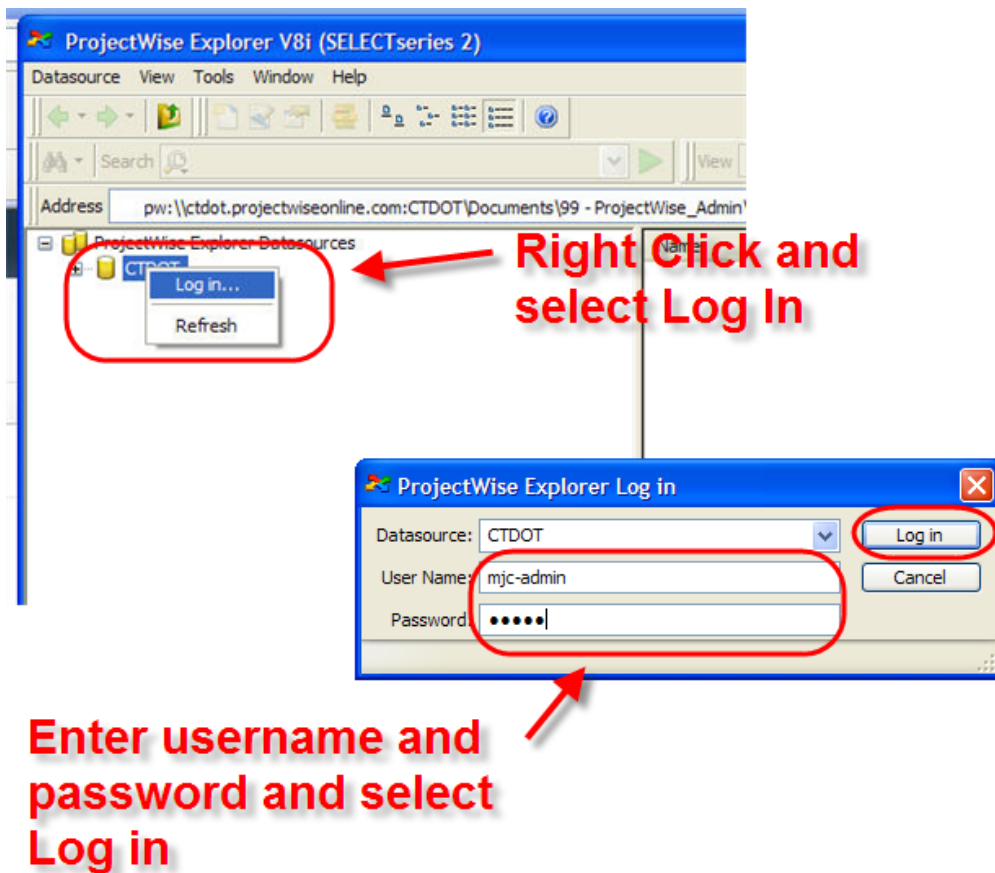 ProjectWise Explorer V8i (SELECTseries 2)
Datasource View Tools Window Help
Search
View
Address pw:\\ctdot.projectwiseonline.com:CTDOT\Documents\99 - ProjectWise_Admin\
ProjectWise Explorer Datasources
Name
CTDOT
Log in...
Refresh
Right Click and
select Log In
ProjectWise Explorer Log in
Datasource: CTDOT
Log in
User Name: mjc-admin
Cancel
Password: •••••
Enter username and
password and select
Log in